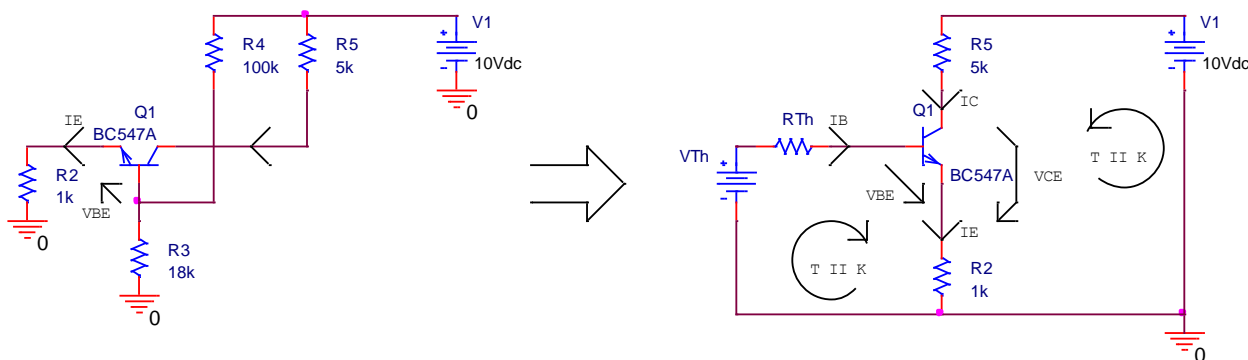 R4
100k
R5
5k
V1
10Vdc
0
IE
Q1
BC547A
R2
1k
0
VBE
R3
18k
0
R5
5k
V1
10Vdc
IC
Q1
RTh
IB
VTh
BC547A
VBE
VCE
T II K
IE
T II K
R2
1k
0